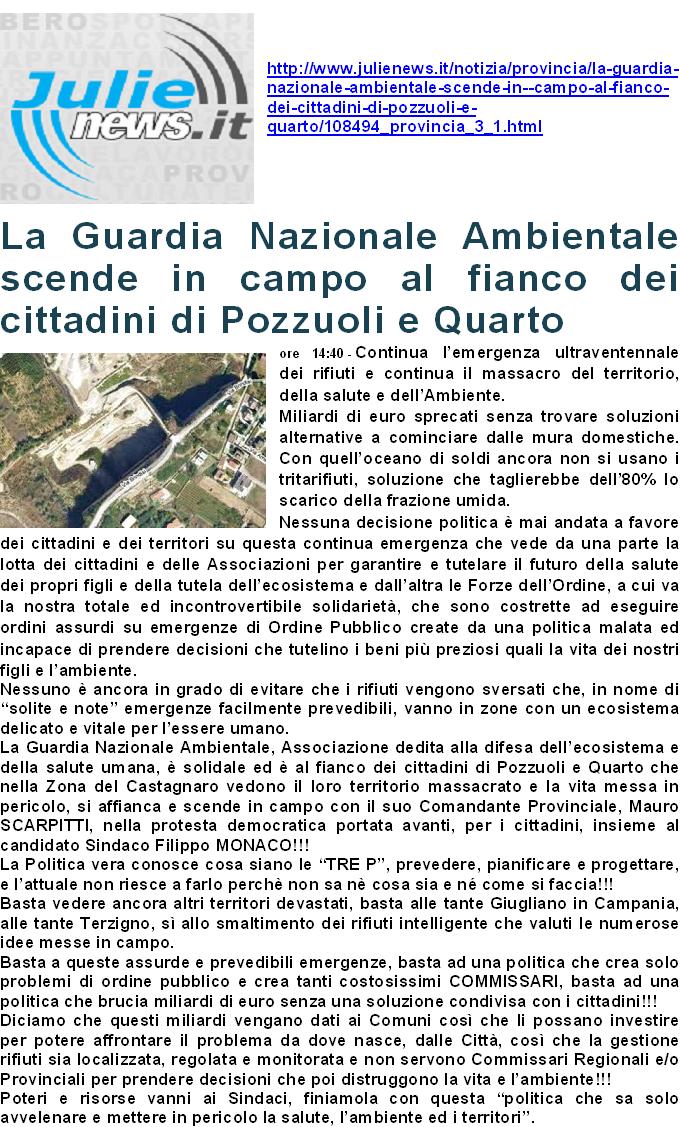 Julie
news.it
http://www.julienews.it/notizia/provincia/la-guardia-
nazionale-ambientale-scende-in--campo-al-fianco-
dei-cittadini-di-pozzuoli-e-
quarto/108494_provincia_3_1.html
La Guardia Nazionale Ambientale
scende in campo al fianco dei
cittadini di Pozzuoli e Quarto
ore 14:40 - Continua l'emergenza ultraventennale
dei rifiuti e continua il massacro del territorio,
della salute e dell'Ambiente.
Miliardi di euro sprecati senza trovare soluzioni
alternative a cominciare dalle mura domestiche.
Con quell'oceano di soldi ancora non si usano i
tritarifiuti, soluzione che taglierebbe dell'80% lo
scarico della frazione umida.
Nessuna decisione politica è mai andata a favore
dei cittadini e dei territori su questa continua emergenza che vede da una parte la
lotta dei cittadini e delle Associazioni per garantire e tutelare il futuro della salute
dei propri figli e della tutela dell'ecosistema e dall'altra le Forze dell'Ordine, a cui va
la nostra totale ed incontrovertibile solidarietà, che sono costrette ad eseguire
ordini assurdi su emergenze di Ordine Pubblico create da una politica malata ed
incapace di prendere decisioni che tutelino i beni più preziosi quali la vita dei nostri
figli e l'ambiente.
Nessuno è ancora in grado di evitare che i rifiuti vengono sversati che, in nome di
“solite e note” emergenze facilmente prevedibili, vanno in zone con un ecosistema
delicato e vitale per l'essere umano.
La Guardia Nazionale Ambientale, Associazione dedita alla difesa dell'ecosistema e
della salute umana, è solidale ed è al fianco dei cittadini di Pozzuoli e Quarto che
nella Zona del Castagnaro vedono il loro territorio massacrato e la vita messa in
pericolo, si affianca e scende in campo con il suo Comandante Provinciale, Mauro
SCARPITTI, nella protesta democratica portata avanti, per i cittadini, insieme al
candidato Sindaco Filippo MONACO!!!
La Politica vera conosce cosa siano le “TRE P”, prevedere, pianificare e progettare,
e l'attuale non riesce a farlo perchè non sa nè cosa sia e né come si faccia!!!
Basta vedere ancora altri territori devastati, basta alle tante Giugliano in Campania,
alle tante Terzigno, sì allo smaltimento dei rifiuti intelligente che valuti le numerose
idee messe in campo.
Basta a queste assurde e prevedibili emergenze, basta ad una politica che crea solo
problemi di ordine pubblico e crea tanti costosissimi COMMISSARI, basta ad una
politica che brucia miliardi di euro senza una soluzione condivisa con i cittadini!!!
Diciamo che questi miliardi vengano dati ai Comuni così che li possano investire
per potere affrontare il problema da dove nasce, dalle Città, così che la gestione
rifiuti sia localizzata, regolata e monitorata e non servono Commissari Regionali e/o
Provinciali per prendere decisioni che poi distruggono la vita e l'ambiente!!!
Poteri e risorse vanni ai Sindaci, finiamola con questa “politica che sa solo
avvelenare e mettere in pericolo la salute, l'ambiente ed i territori”.